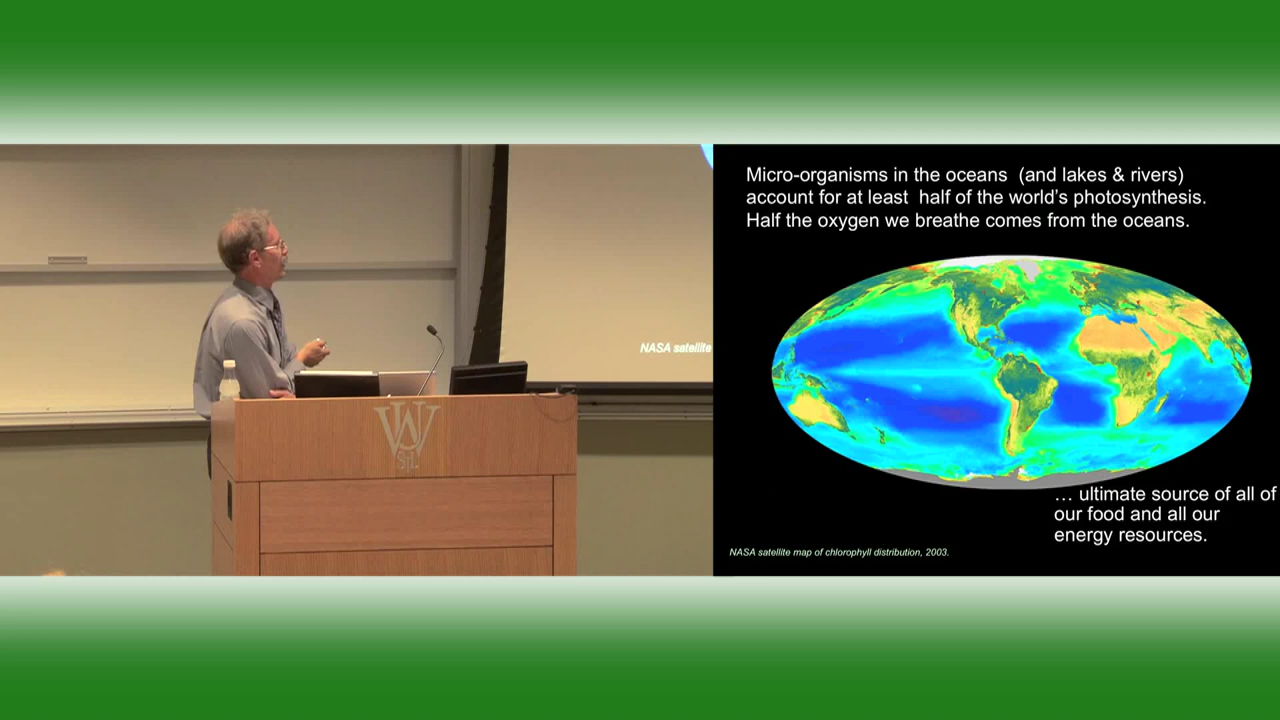 Micro-organisms in the oceans (and lakes & rivers)
account for at least half of the world's photosynthesis.
Half the oxygen we breathe comes from the oceans.
NASA satellite
W
StL
… ultimate source of all of
our food and all our
energy resources.
NASA satellite map of chlorophyll distribution, 2003.